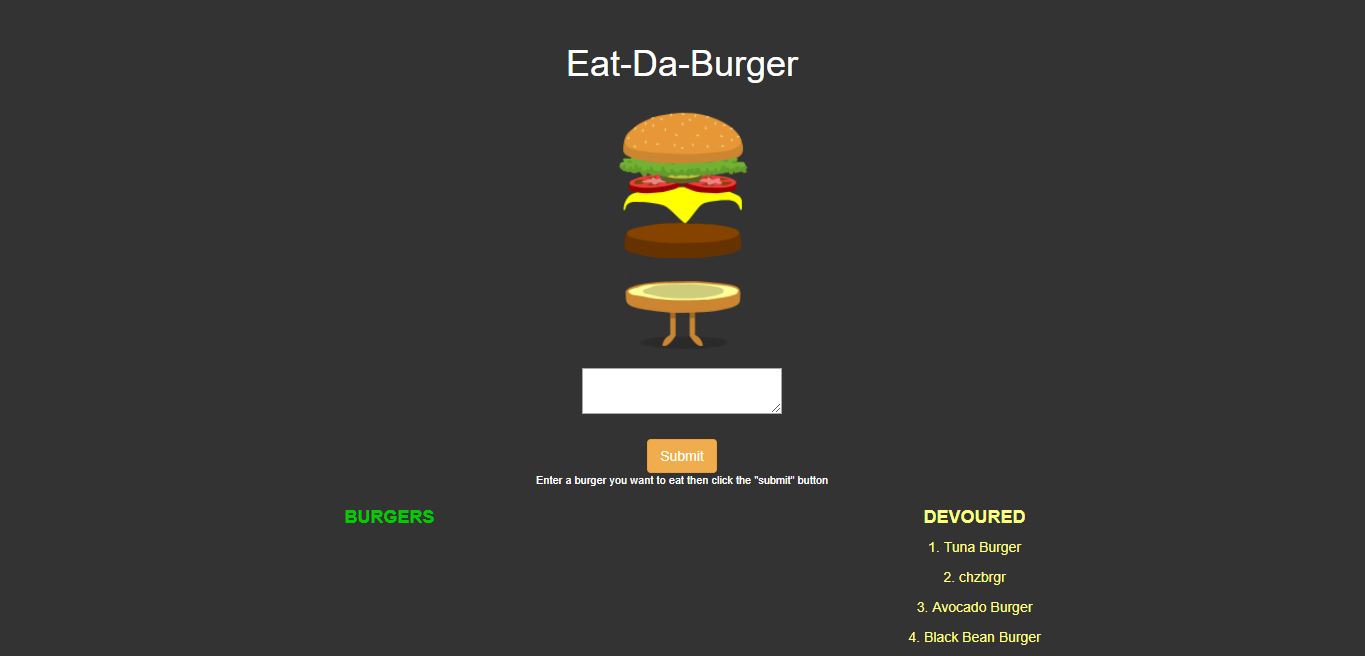 Eat-Da-Burger
Submit
Enter a burger you want to eat then click the "submit" button
BURGERS
DEVOURED
1. Tuna Burger
2. chzbrgr
3. Avocado Burger
4. Black Bean Burger